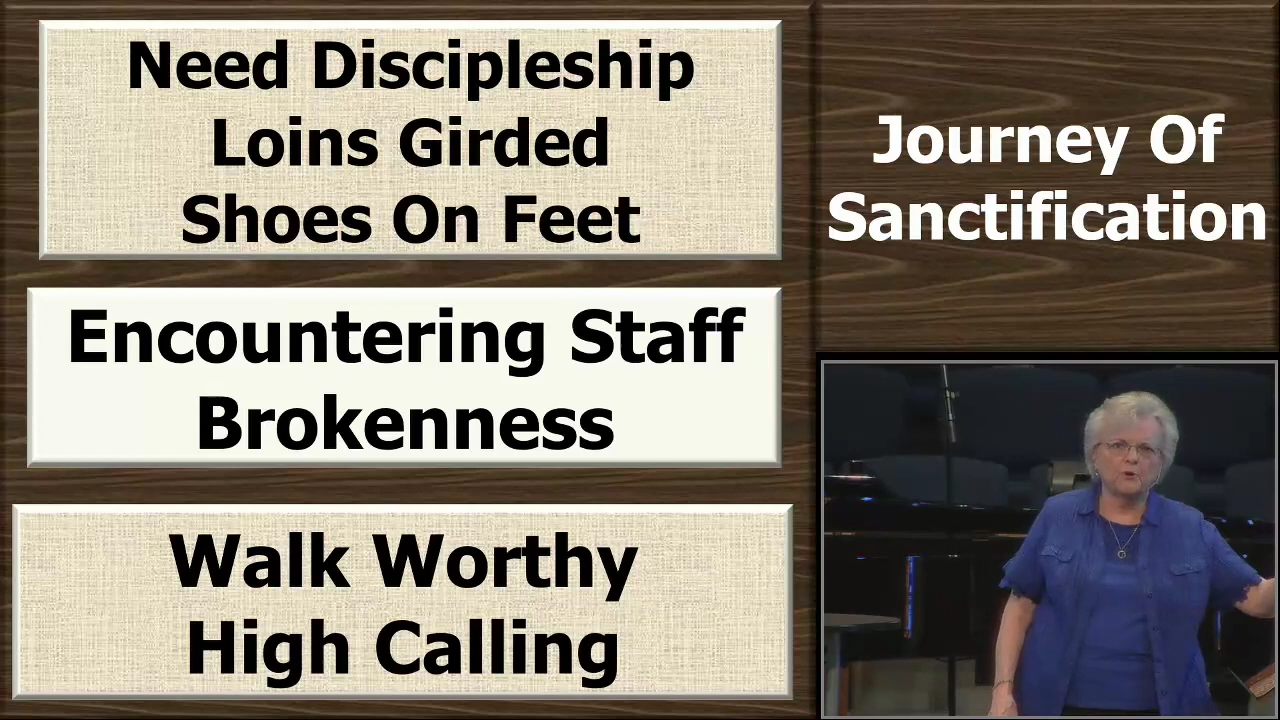 Need Discipleship
Loins Girded
Shoes On Feet
Encountering Staff
Brokenness
Walk Worthy
High Calling
Journey Of
Sanctification